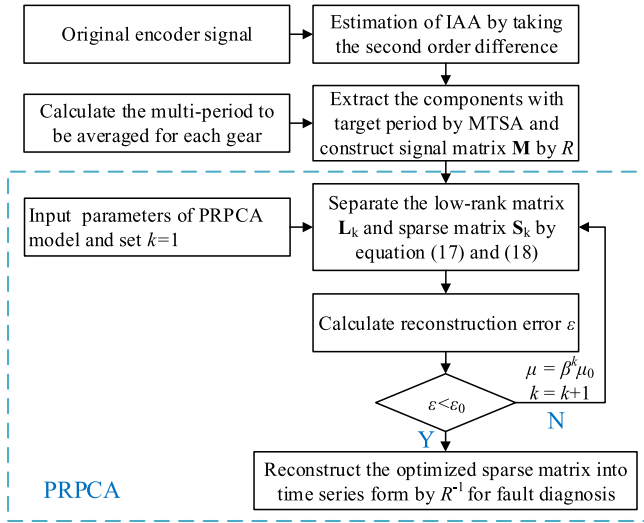 Original encoder signal
Estimation of IAA by taking
the second order difference
Calculate the multi-period to
be averaged for each gear
Extract the components with
target period by MTSA and
construct signal matrix M by R
Input parameters of PRPCA
model and set k=1
Separate the low-rank matrix
Lk and sparse matrix Sk by
equation (17) and (18)
Calculate reconstruction error ε
μ = β^k μ0
k = k+1
ε<ε0
N
Y
Reconstruct the optimized sparse matrix into
time series form by R^-1 for fault diagnosis
PRPCA